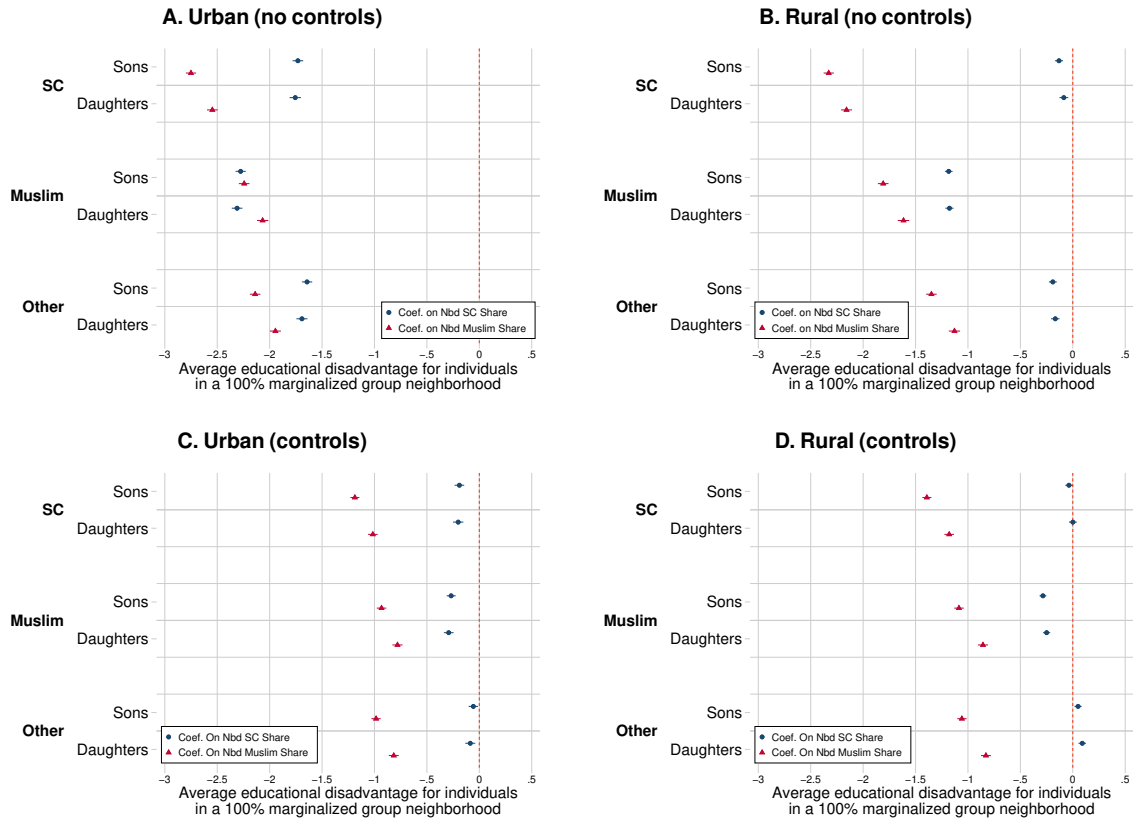 A. Urban (no controls)
SC
Sons
Daughters
Muslim
Sons
Daughters
Other
Sons
Daughters
Coef. on Nbd SC Share
Coef. on Nbd Muslim Share
−3 −2.5 −2 −1.5 −1 −.5 0 .5
Average educational disadvantage for individuals
in a 100% marginalized group neighborhood
B. Rural (no controls)
SC
Sons
Daughters
Muslim
Sons
Daughters
Other
Sons
Daughters
Coef. on Nbd SC Share
Coef. on Nbd Muslim Share
−3 −2.5 −2 −1.5 −1 −.5 0 .5
Average educational disadvantage for individuals
in a 100% marginalized group neighborhood
C. Urban (controls)
SC
Sons
Daughters
Muslim
Sons
Daughters
Other
Sons
Daughters
Coef. On Nbd SC Share
Coef. On Nbd Muslim Share
−3 −2.5 −2 −1.5 −1 −.5 0 .5
Average educational disadvantage for individuals
in a 100% marginalized group neighborhood
D. Rural (controls)
SC
Sons
Daughters
Muslim
Sons
Daughters
Other
Sons
Daughters
Coef. On Nbd SC Share
Coef. On Nbd Muslim Share
−3 −2.5 −2 −1.5 −1 −.5 0 .5
Average educational disadvantage for individuals
in a 100% marginalized group neighborhood